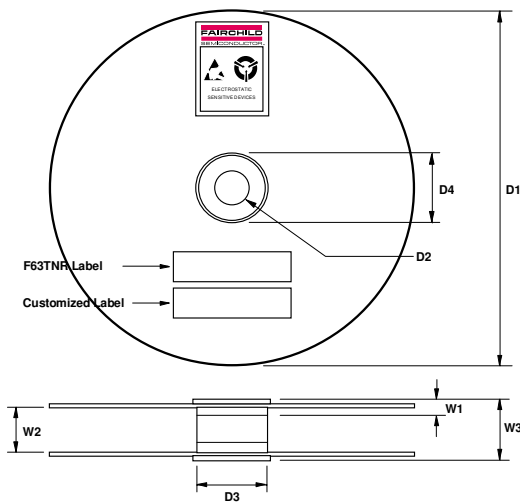 FAIRCHILD
SEMICONDUCTOR
ELECTROSTATIC
SENSITIVE DEVICES
D4
D1
D2
F63TNR Label
Customized Label
W1
W2
W3
D3